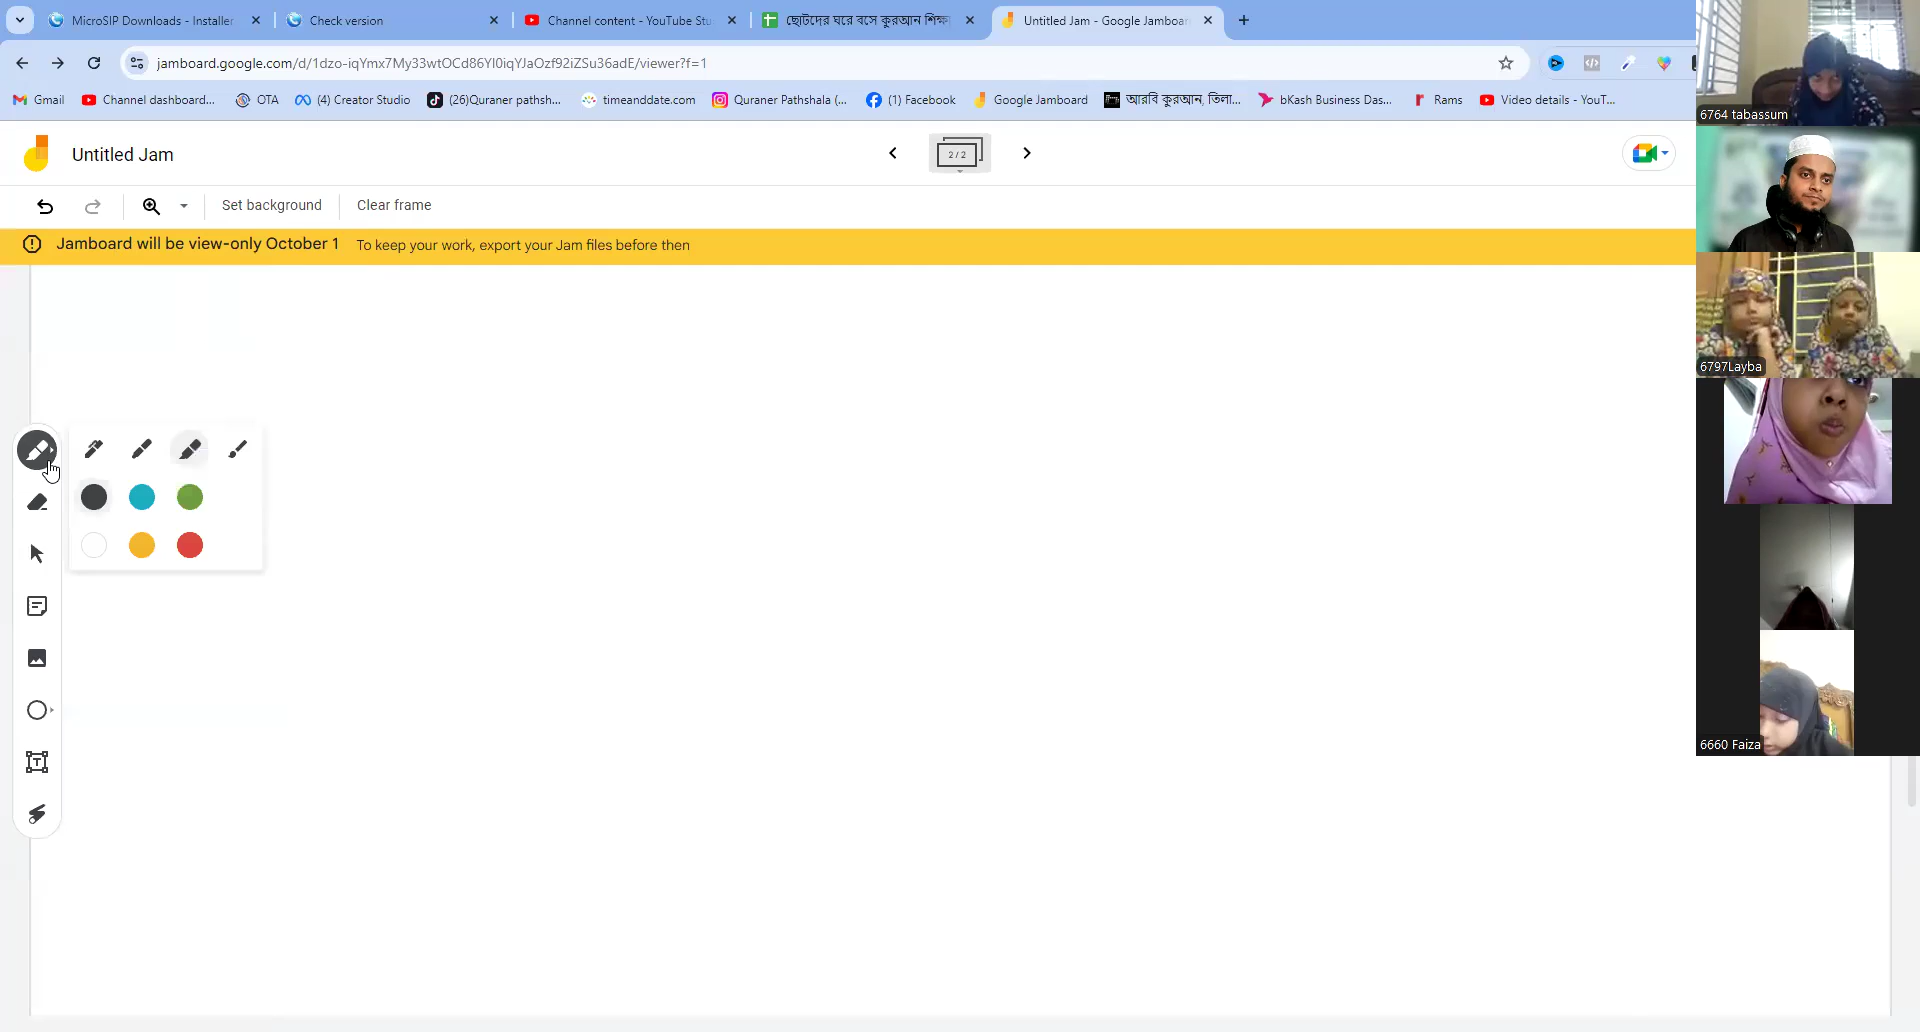 MicroSIP Downloads - Installer
Check version
Channel content - YouTube Stu
ছোটদের ঘরে বসে কুরআন শিক্ষ
Untitled Jam - Google Jamboar
jamboard.google.com/d/1dzo-iqYmx7My33wtOCd86Yl0iqYJaOzf92iZSu36adE/viewer?f=1
Gmail
Channel dashboard...
OTA
(4) Creator Studio
(26)Quraner pathsh...
timeanddate.com
Quraner Pathshala (...
(1) Facebook
Google Jamboard
আরবি কুরআন, তিলা...
bKash Business Das...
Rams
Video details - YouT...
6764 tabassum
Untitled Jam
2 / 2
Set background
Clear frame
Jamboard will be view-only October 1 To keep your work, export your Jam files before then
6797Layba
6660 Faiza